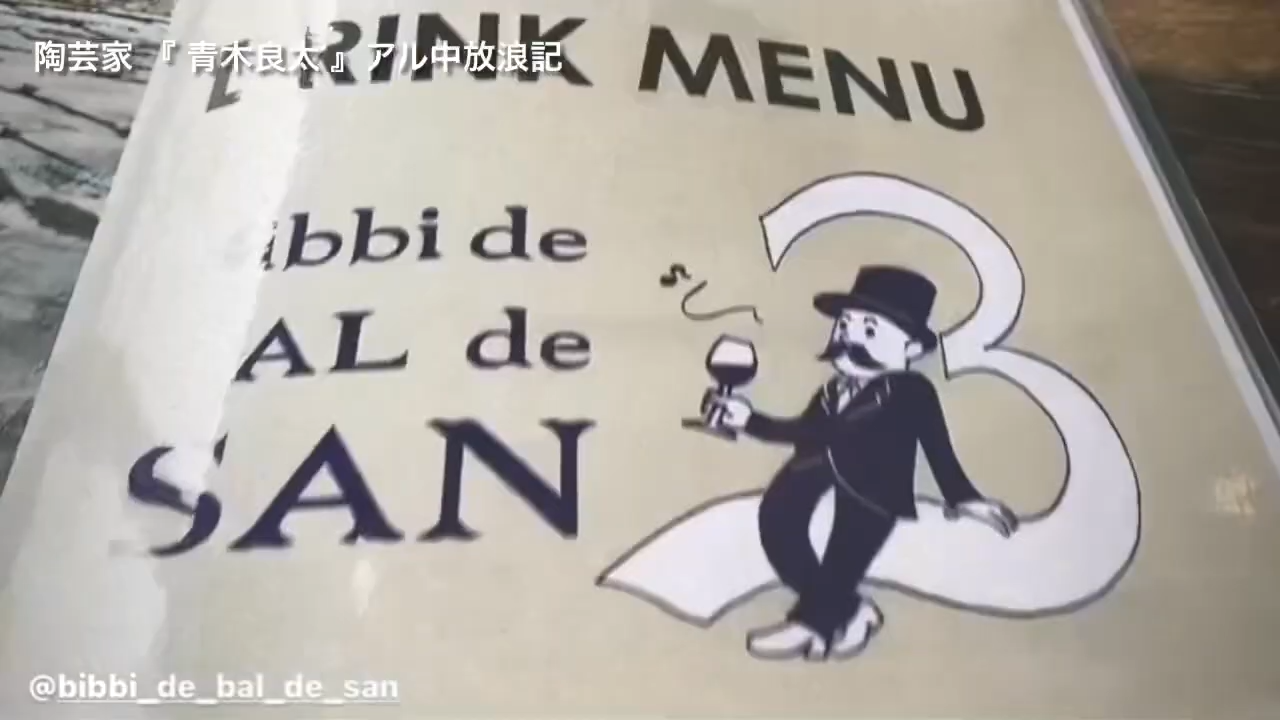 陶芸家 『 青木良太 』 アル中放浪記
DRINK MENU
ibbi de
AL de
SAN
3
@bibbi_de_bal_de_san